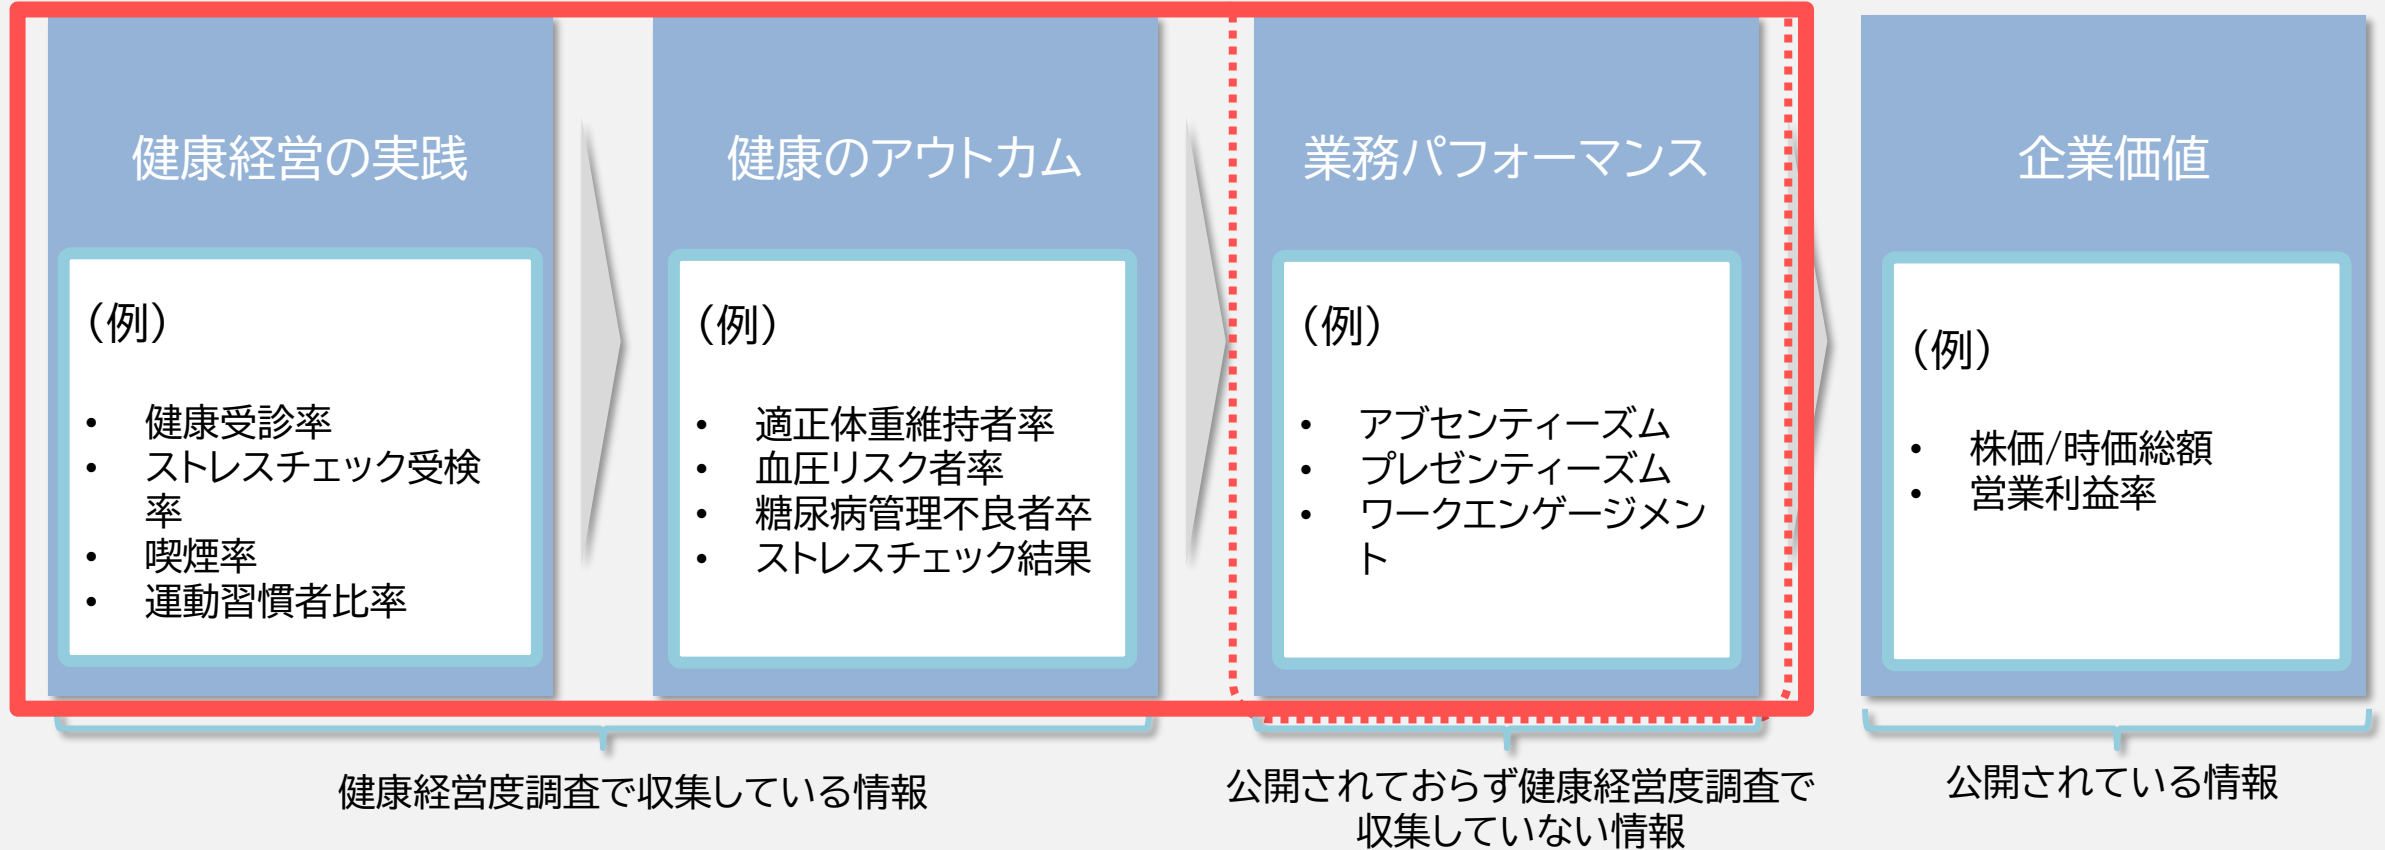 健康経営の実践
（例）
• 健康受診率
• ストレスチェック受検
率
• 喫煙率
• 運動習慣者比率
健康のアウトカム
（例）
• 適正体重維持者率
• 血圧リスク者率
• 糖尿病管理不良者卒
• ストレスチェック結果
業務パフォーマンス
（例）
• アブセンティーズム
• プレゼンティーズム
• ワークエンゲージメン
ト
企業価値
（例）
• 株価/時価総額
• 営業利益率
健康経営度調査で収集している情報
公開されておらず健康経営度調査で
収集していない情報
公開されている情報